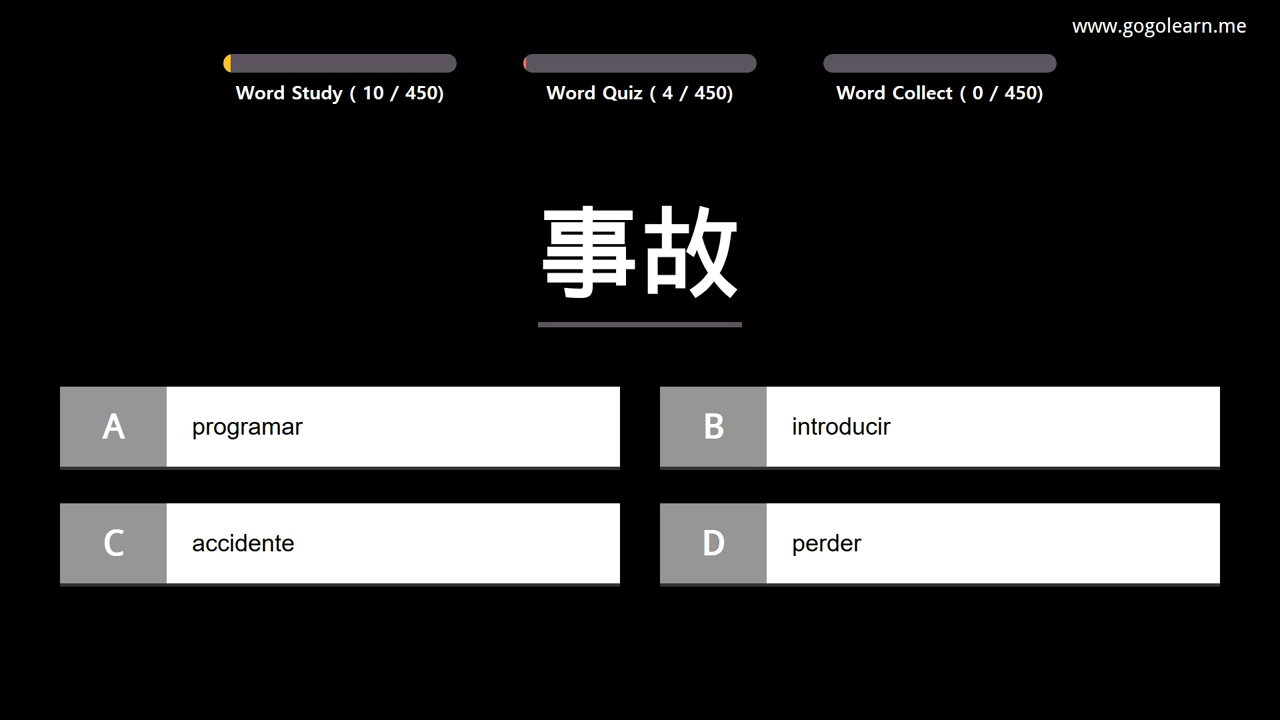 www.gogolearn.me
Word Study ( 10 / 450)
Word Quiz ( 4 / 450)
Word Collect ( 0 / 450)
事故
A programar
B introducir
C accidente
D perder